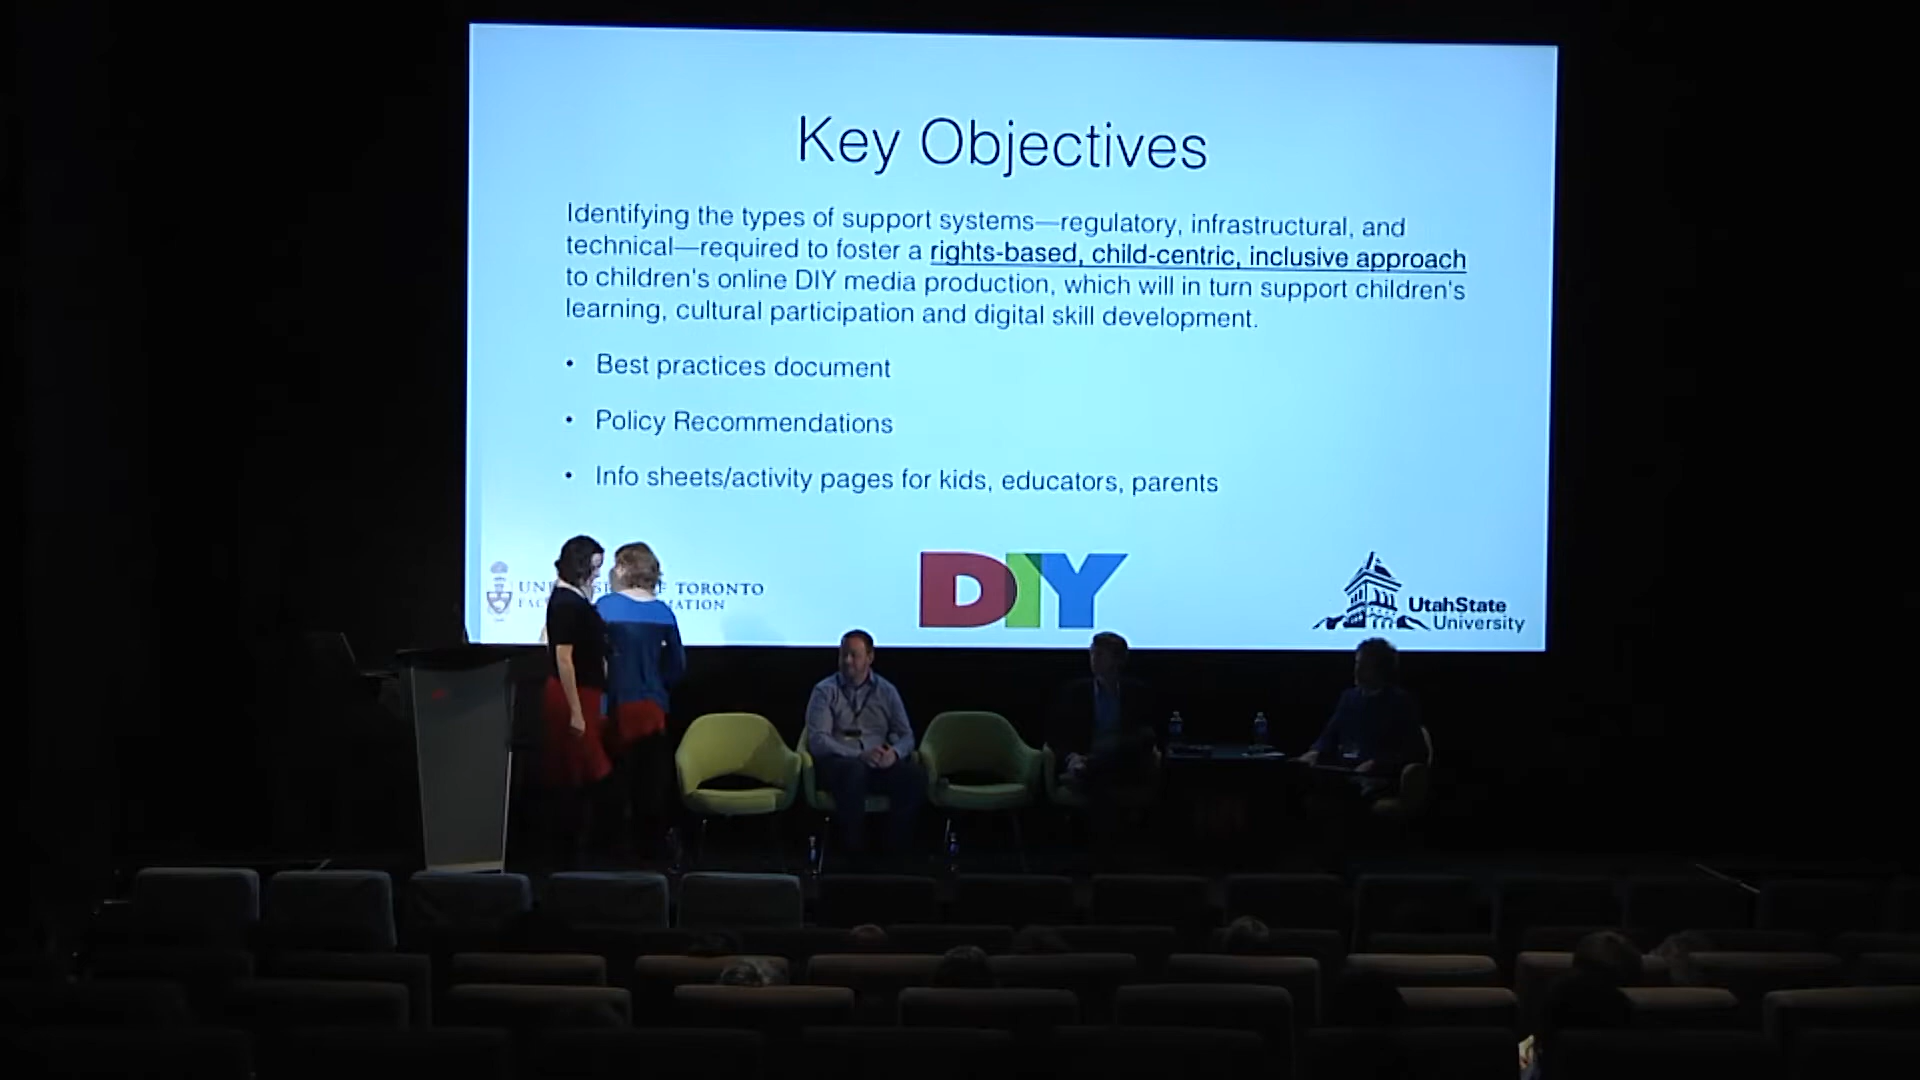 Key Objectives
Identifying the types of support systems—regulatory, infrastructural, and
technical—required to foster a rights-based, child-centric, inclusive approach
to children's online DIY media production, which will in turn support children's
learning, cultural participation and digital skill development.
• Best practices document
• Policy Recommendations
• Info sheets/activity pages for kids, educators, parents
TORONTO
DIY
UtahState
University